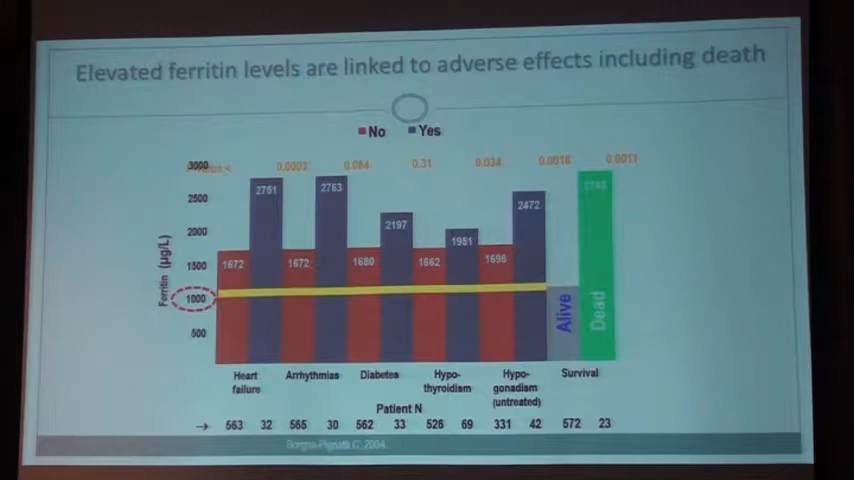 Elevated ferritin levels are linked to adverse effects including death
No Yes
3000 0.0003 0.084 0.31 0.034 0.0016 0.0011
2500
2000
1500
1000
500
Ferritin (µg/L)
1672 2751 1672 2763 1680 2197 1662 1951 1696 2472
Alive Dead
Heart
failure
Arrhythmias
Diabetes
Hypo-
thyroidism
Hypo-
gonadism
(untreated)
Survival
Patient N
→ 563 32 565 30 562 33 526 69 331 42 572 23
Borgna-Pignatti C, 2004